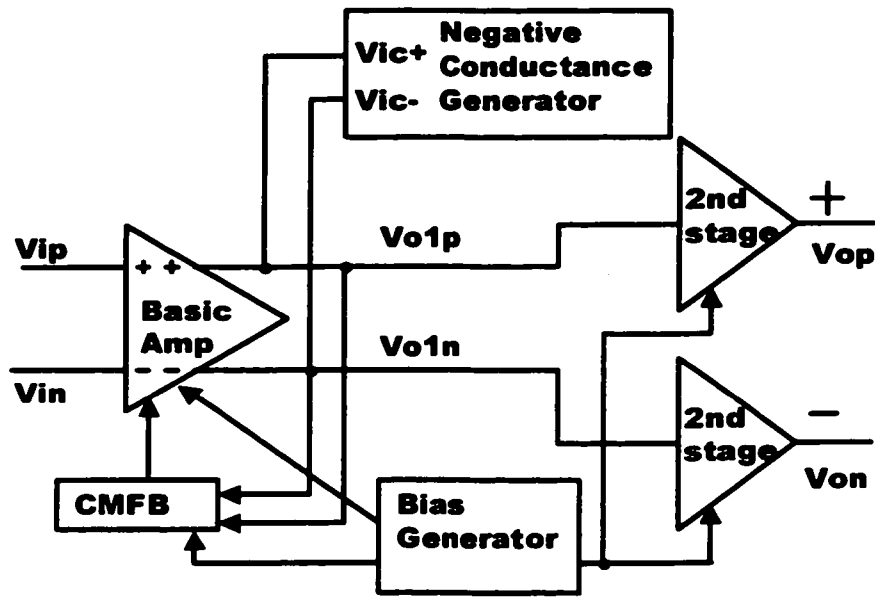 Vic+ Negative
Conductance
Vic- Generator
Vip
+ +
Basic
Amp
- -
Vin
Vo1p
Vo1n
2nd
stage
+
Vop
2nd
stage
-
Von
CMFB
Bias
Generator